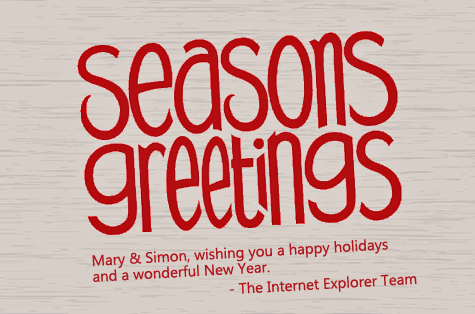 seasons
greetings
Mary & Simon, wishing you a happy holidays
and a wonderful New Year.
- The Internet Explorer Team